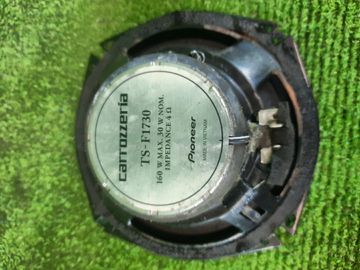 carrozzeria
TS-F1730
160 W MAX. 30 W NOM.
IMPEDANCE 4 Ω
Pioneer
MADE IN VIETNAM